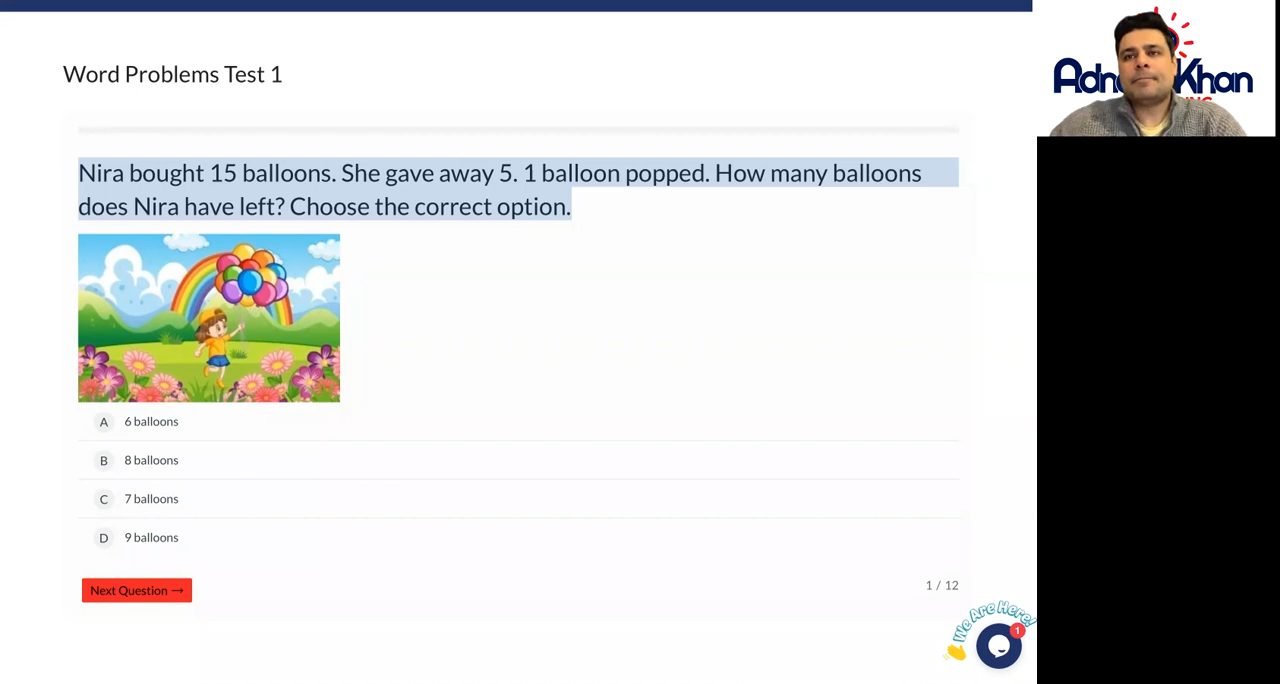 Word Problems Test 1
Nira bought 15 balloons. She gave away 5. 1 balloon popped. How many balloons
does Nira have left? Choose the correct option.
A 6 balloons
B 8 balloons
C 7 balloons
D 9 balloons
Next Question →
1 / 12
We Are Here!
1
Khan